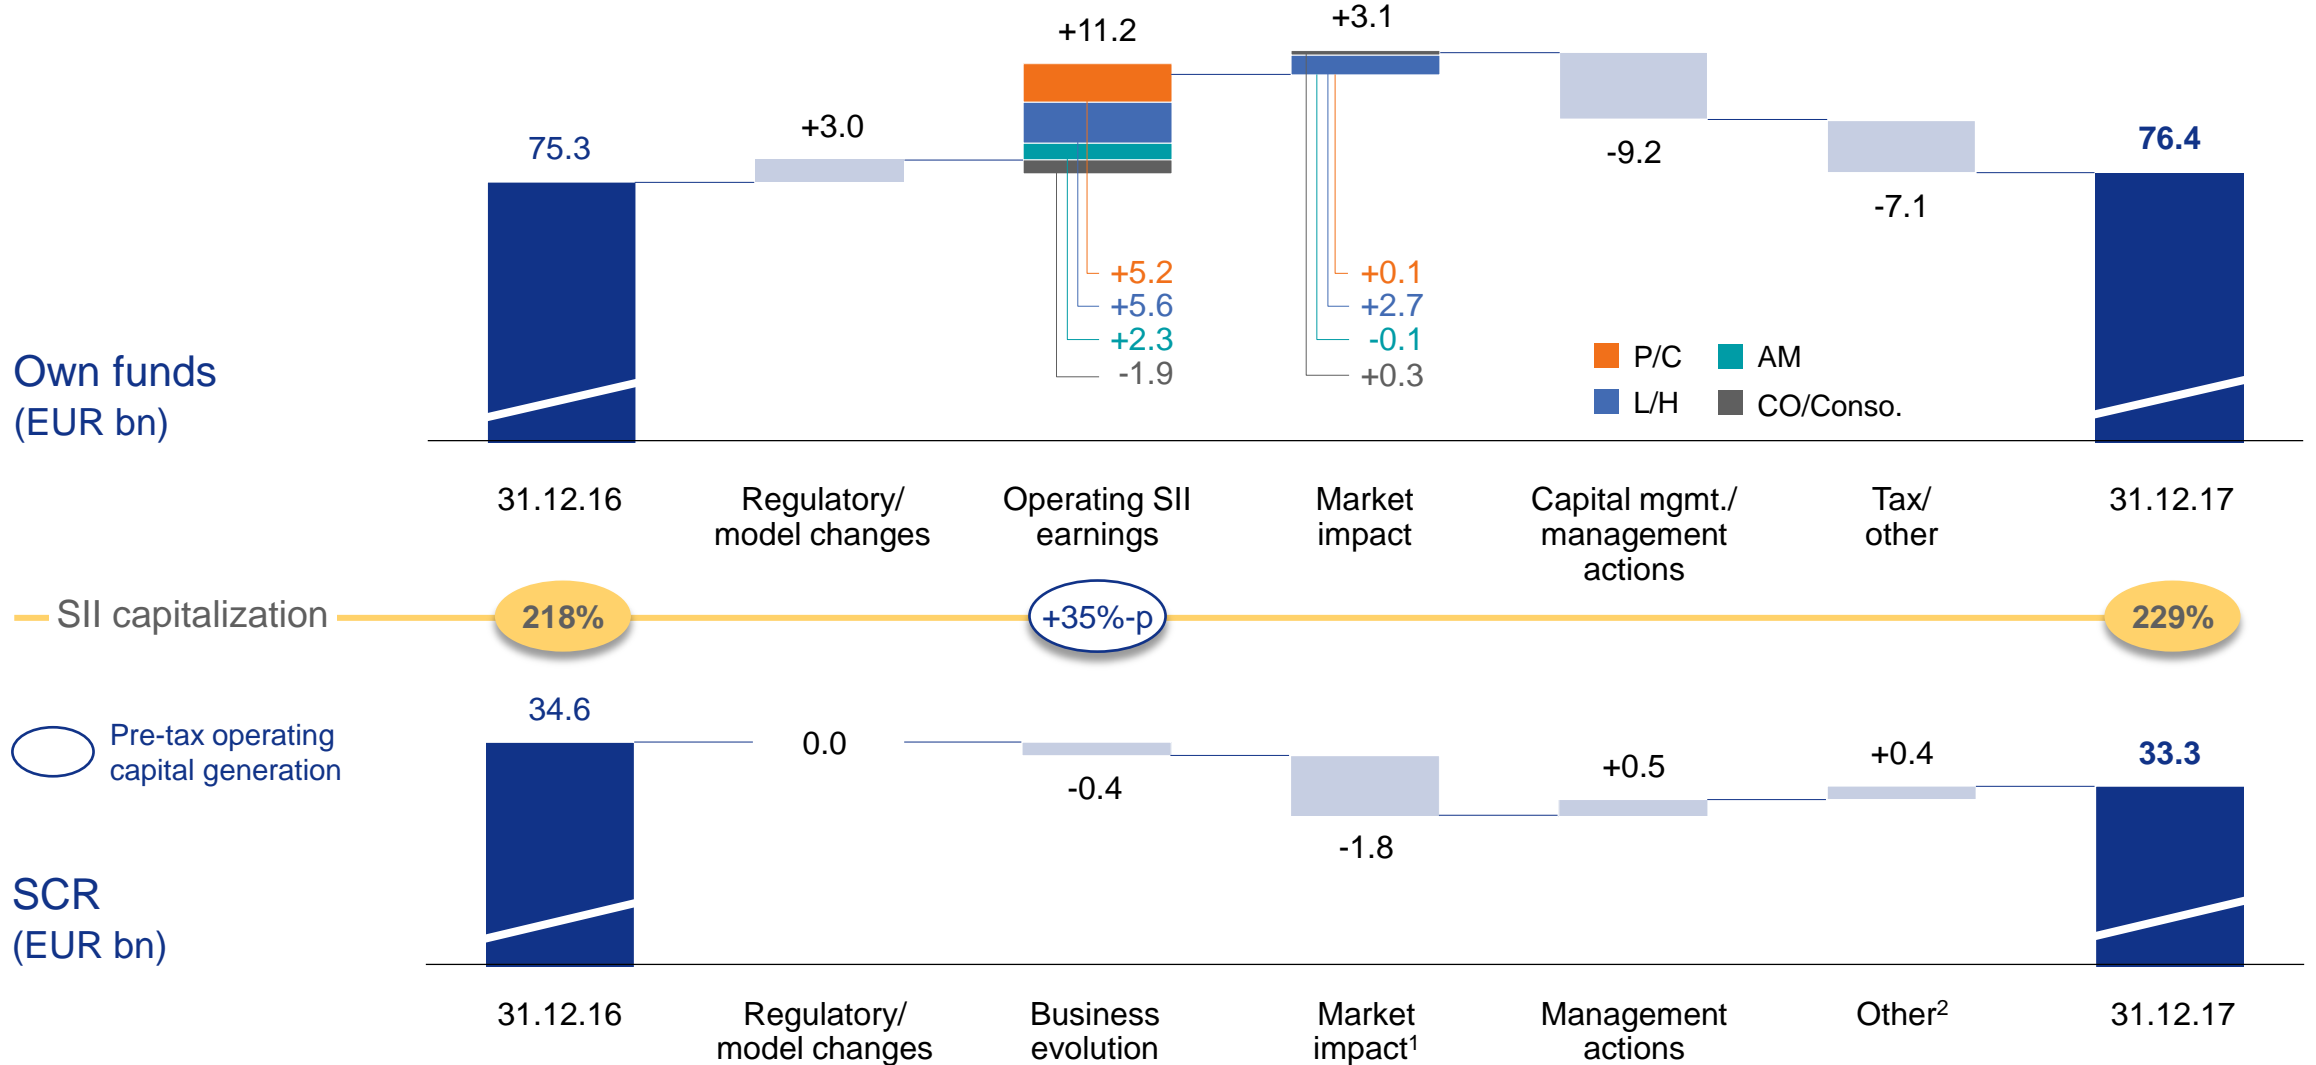 +11.2
+3.1
75.3
+3.0
-9.2
-7.1
76.4
+5.2
+5.6
+2.3
-1.9
+0.1
+2.7
-0.1
+0.3
P/C
AM
L/H
CO/Conso.
Own funds
(EUR bn)
31.12.16
Regulatory/
model changes
Operating SII
earnings
Market
impact
Capital mgmt./
management
actions
Tax/
other
31.12.17
SII capitalization
218%
+35%-p
229%
Pre-tax operating
capital generation
34.6
0.0
-0.4
-1.8
+0.5
+0.4
33.3
SCR
(EUR bn)
31.12.16
Regulatory/
model changes
Business
evolution
Market
impact¹
Management
actions
Other²
31.12.17